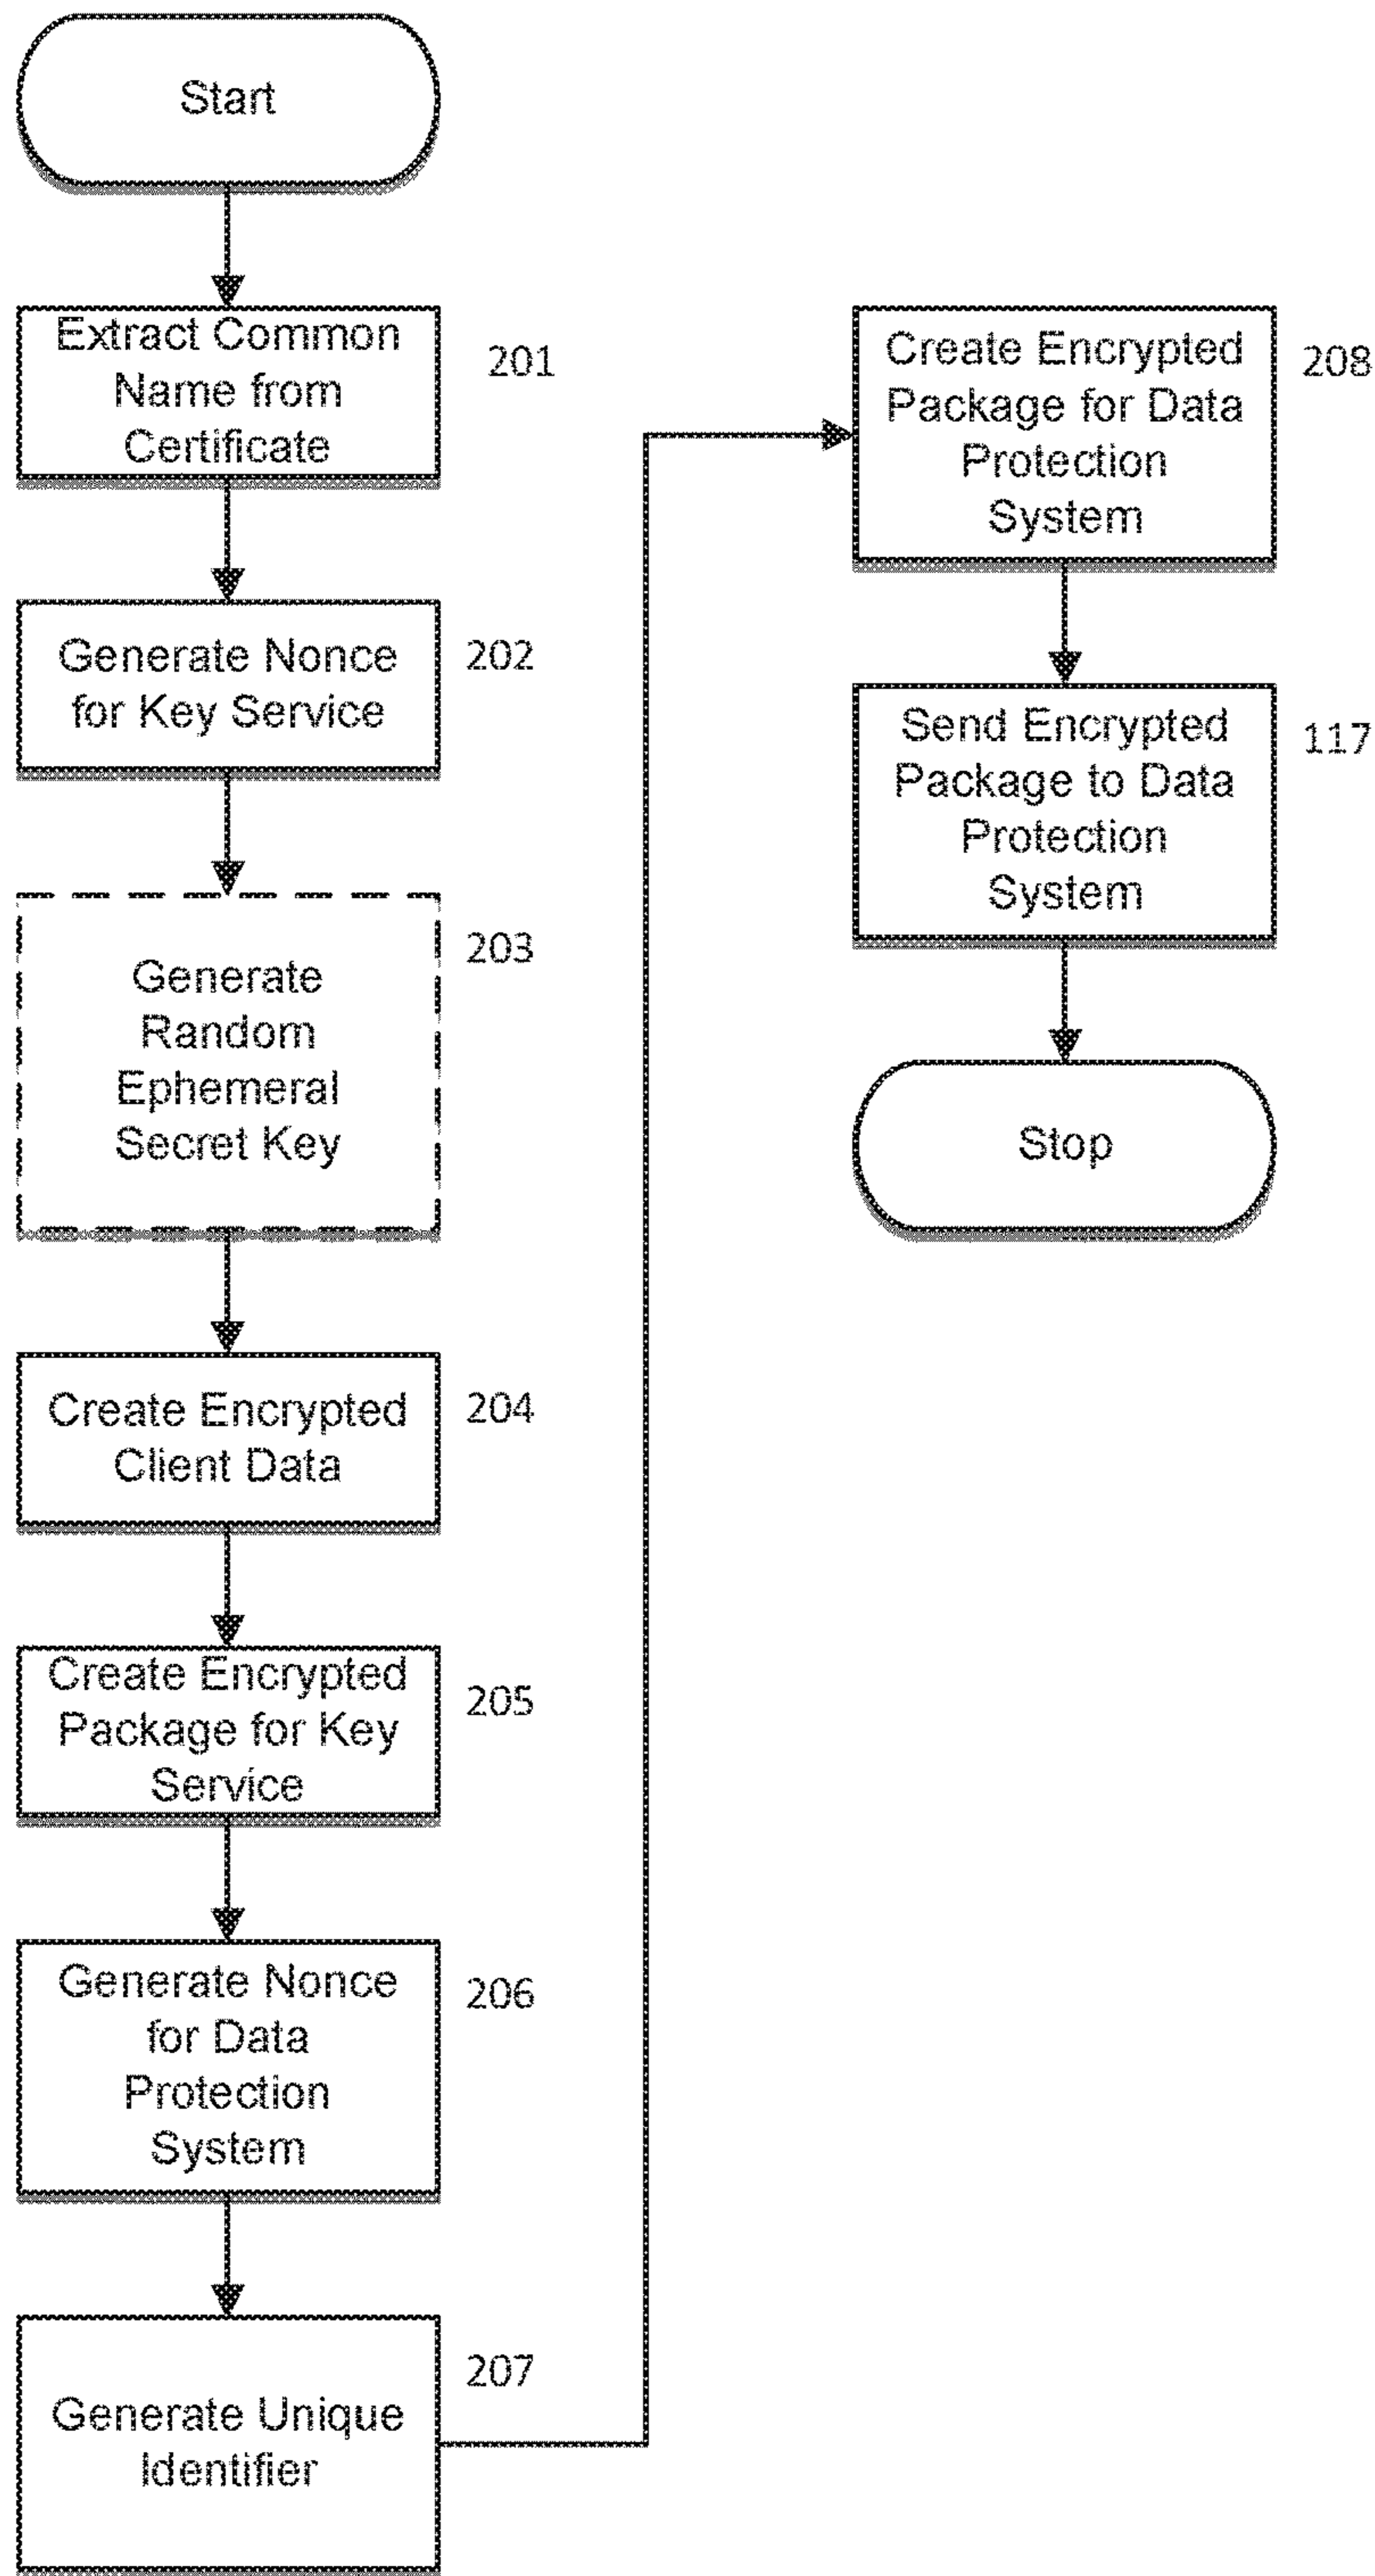 Start
Extract Common
Name from
Certificate
201
Generate Nonce
for Key Service
202
Generate
Random
Ephemeral
Secret Key
203
Create Encrypted
Client Data
204
Create Encrypted
Package for Key
Service
205
Generate Nonce
for Data
Protection
System
206
Generate Unique
Identifier
207
Create Encrypted
Package for Data
Protection
System
208
Send Encrypted
Package to Data
Protection
System
117
Stop